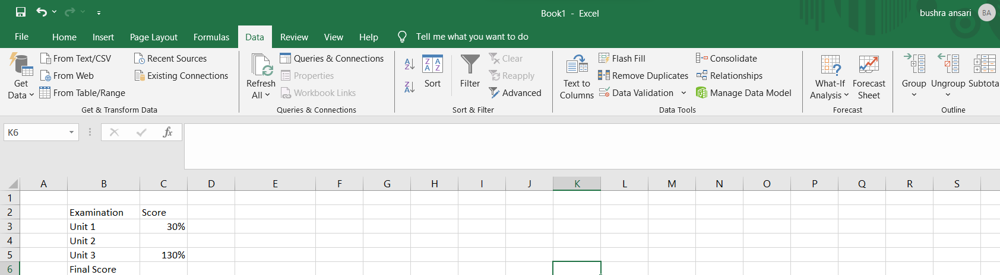 Book1 - Excel
bushra ansari BA
File Home Insert Page Layout Formulas Data Review View Help Tell me what you want to do
Get Data
From Text/CSV
From Web
From Table/Range
Recent Sources
Existing Connections
Get & Transform Data
Refresh All
Queries & Connections
Properties
Workbook Links
Queries & Connections
Sort
Filter
Clear
Reapply
Advanced
Sort & Filter
Text to Columns
Flash Fill
Remove Duplicates
Data Validation
Consolidate
Relationships
Manage Data Model
Data Tools
What-If Analysis
Forecast Sheet
Forecast
Group
Ungroup
Subtota
Outline
K6
fx
A B C D E F G H I J K L M N O P Q R S
1
2 Examination Score
3 Unit 1 30%
4 Unit 2
5 Unit 3 130%
6 Final Score